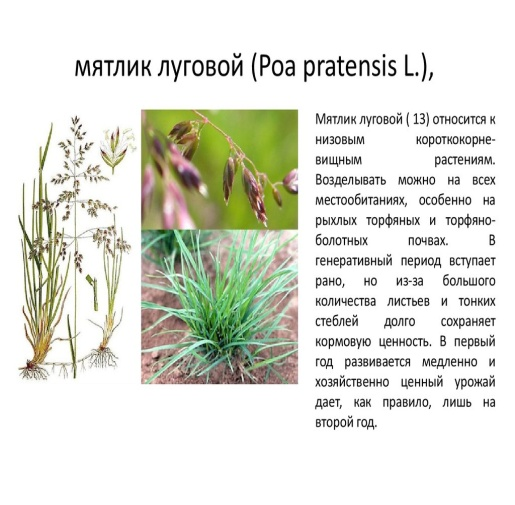 мятлик луговой (Poa pratensis L.),
Мятлик луговой ( 13) относится к
низовым короткокорне-
вищным растениям.
Возделывать можно на всех
местообитаниях, особенно на
рыхлых торфяных и торфяно-
болотных почвах. В
генеративный период вступает
рано, но из-за большого
количества листьев и тонких
стеблей долго сохраняет
кормовую ценность. В первый
год развивается медленно и
хозяйственно ценный урожай
дает, как правило, лишь на
второй год.